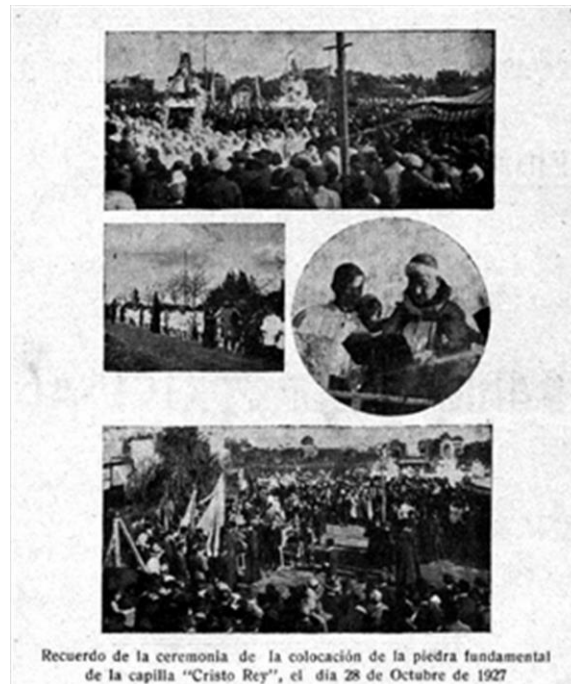 Recuerdo de la ceremonia de la colocación de la piedra fundamental
de la capilla "Cristo Rey", el día 28 de Octubre de 1927